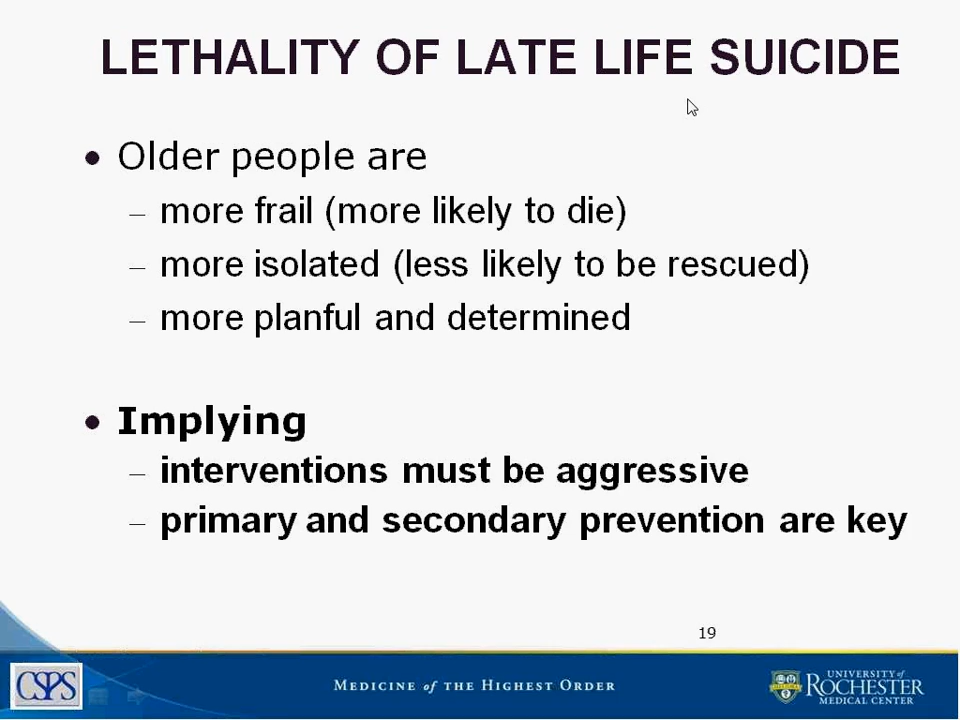 LETHALITY OF LATE LIFE SUICIDE
• Older people are
– more frail (more likely to die)
– more isolated (less likely to be rescued)
– more planful and determined
• Implying
– interventions must be aggressive
– primary and secondary prevention are key
19
CSPS
MEDICINE of THE HIGHEST ORDER
UNIVERSITY of
ROCHESTER
MEDICAL CENTER